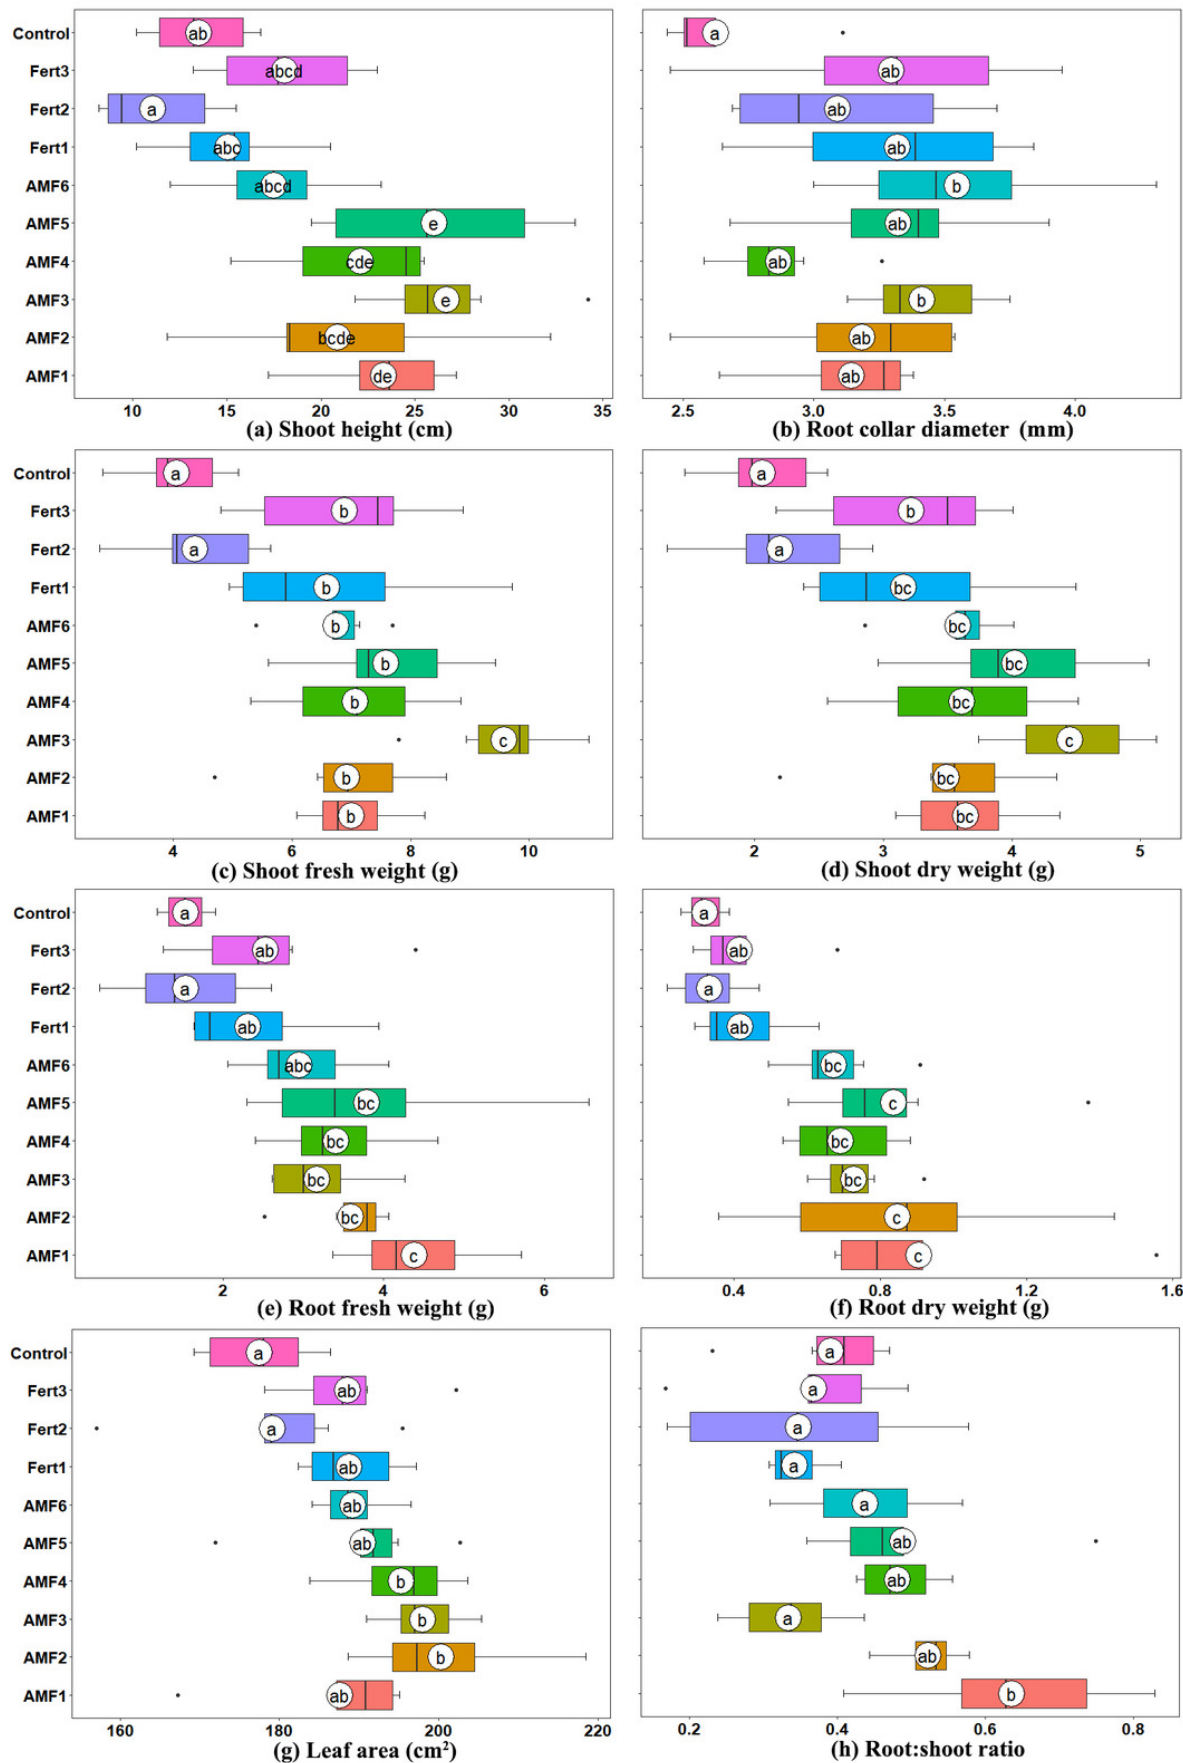 Control ab
Fert3 abcd
Fert2 a
Fert1 abc
AMF6 abcd
AMF5 e
AMF4 cde
AMF3 e
AMF2 bcde
AMF1 de
10 15 20 25 30 35
(a) Shoot height (cm)
a
ab
ab
ab
b
ab
ab
b
ab
ab
2.5 3.0 3.5 4.0
(b) Root collar diameter (mm)
Control a
Fert3 b
Fert2 a
Fert1 b
AMF6 b
AMF5 b
AMF4 b
AMF3 c
AMF2 b
AMF1 b
4 6 8 10
(c) Shoot fresh weight (g)
a
b
a
bc
bc
bc
bc
c
bc
bc
2 3 4 5
(d) Shoot dry weight (g)
Control a
Fert3 ab
Fert2 a
Fert1 ab
AMF6 abc
AMF5 bc
AMF4 bc
AMF3 bc
AMF2 bc
AMF1 c
2 4 6
(e) Root fresh weight (g)
a
ab
a
ab
bc
c
bc
bc
c
c
0.4 0.8 1.2 1.6
(f) Root dry weight (g)
Control a
Fert3 ab
Fert2 a
Fert1 ab
AMF6 ab
AMF5 ab
AMF4 b
AMF3 b
AMF2 b
AMF1 ab
160 180 200 220
(g) Leaf area (cm²)
a
a
a
a
a
ab
ab
a
ab
b
0.2 0.4 0.6 0.8
(h) Root:shoot ratio